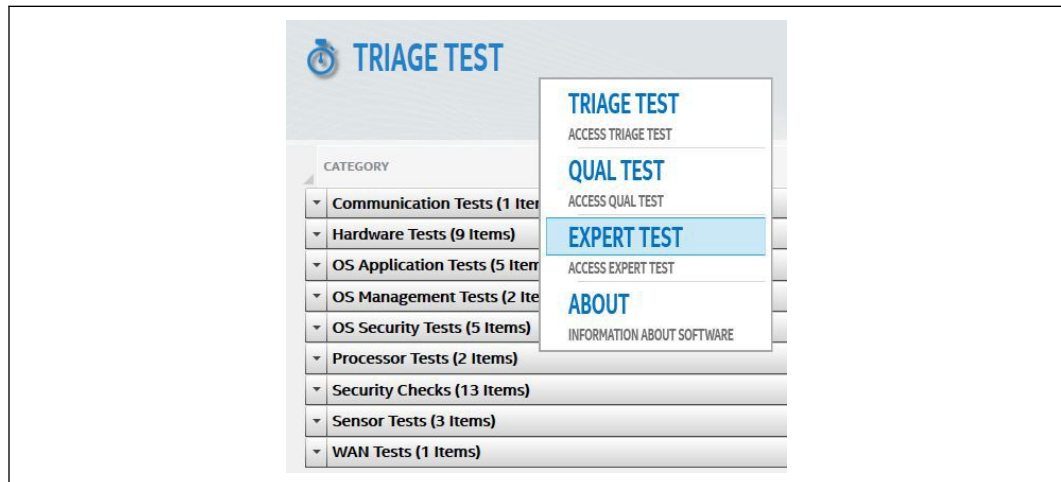 TRIAGE TEST
TRIAGE TEST
ACCESS TRIAGE TEST
QUAL TEST
ACCESS QUAL TEST
EXPERT TEST
ACCESS EXPERT TEST
ABOUT
INFORMATION ABOUT SOFTWARE
CATEGORY
Communication Tests (1
Hardware Tests (9 Items)
OS Application Tests (5
OS Management Tests (2
OS Security Tests (5 Items)
Processor Tests (2 Items)
Security Checks (13 Items)
Sensor Tests (3 Items)
WAN Tests (1 Items)